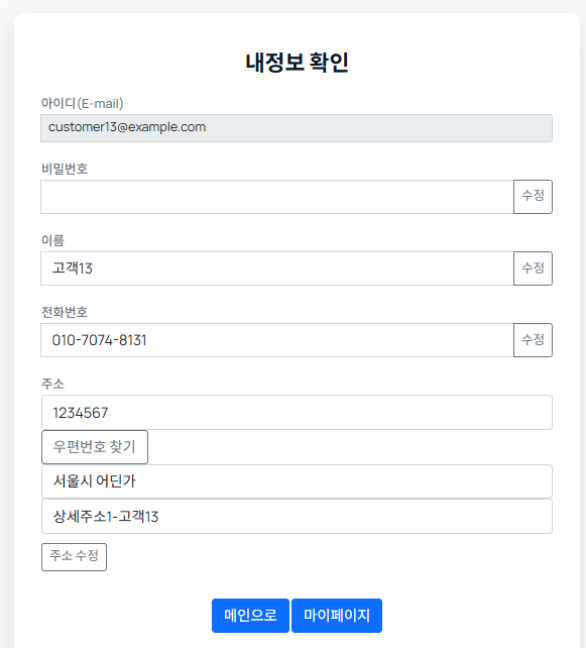 내정보 확인
아이디(E-mail)
customer13@example.com
비밀번호
수정
이름
고객13
수정
전화번호
010-7074-8131
수정
주소
1234567
우편번호 찾기
서울시 어딘가
상세주소1-고객13
주소 수정
메인으로
마이페이지